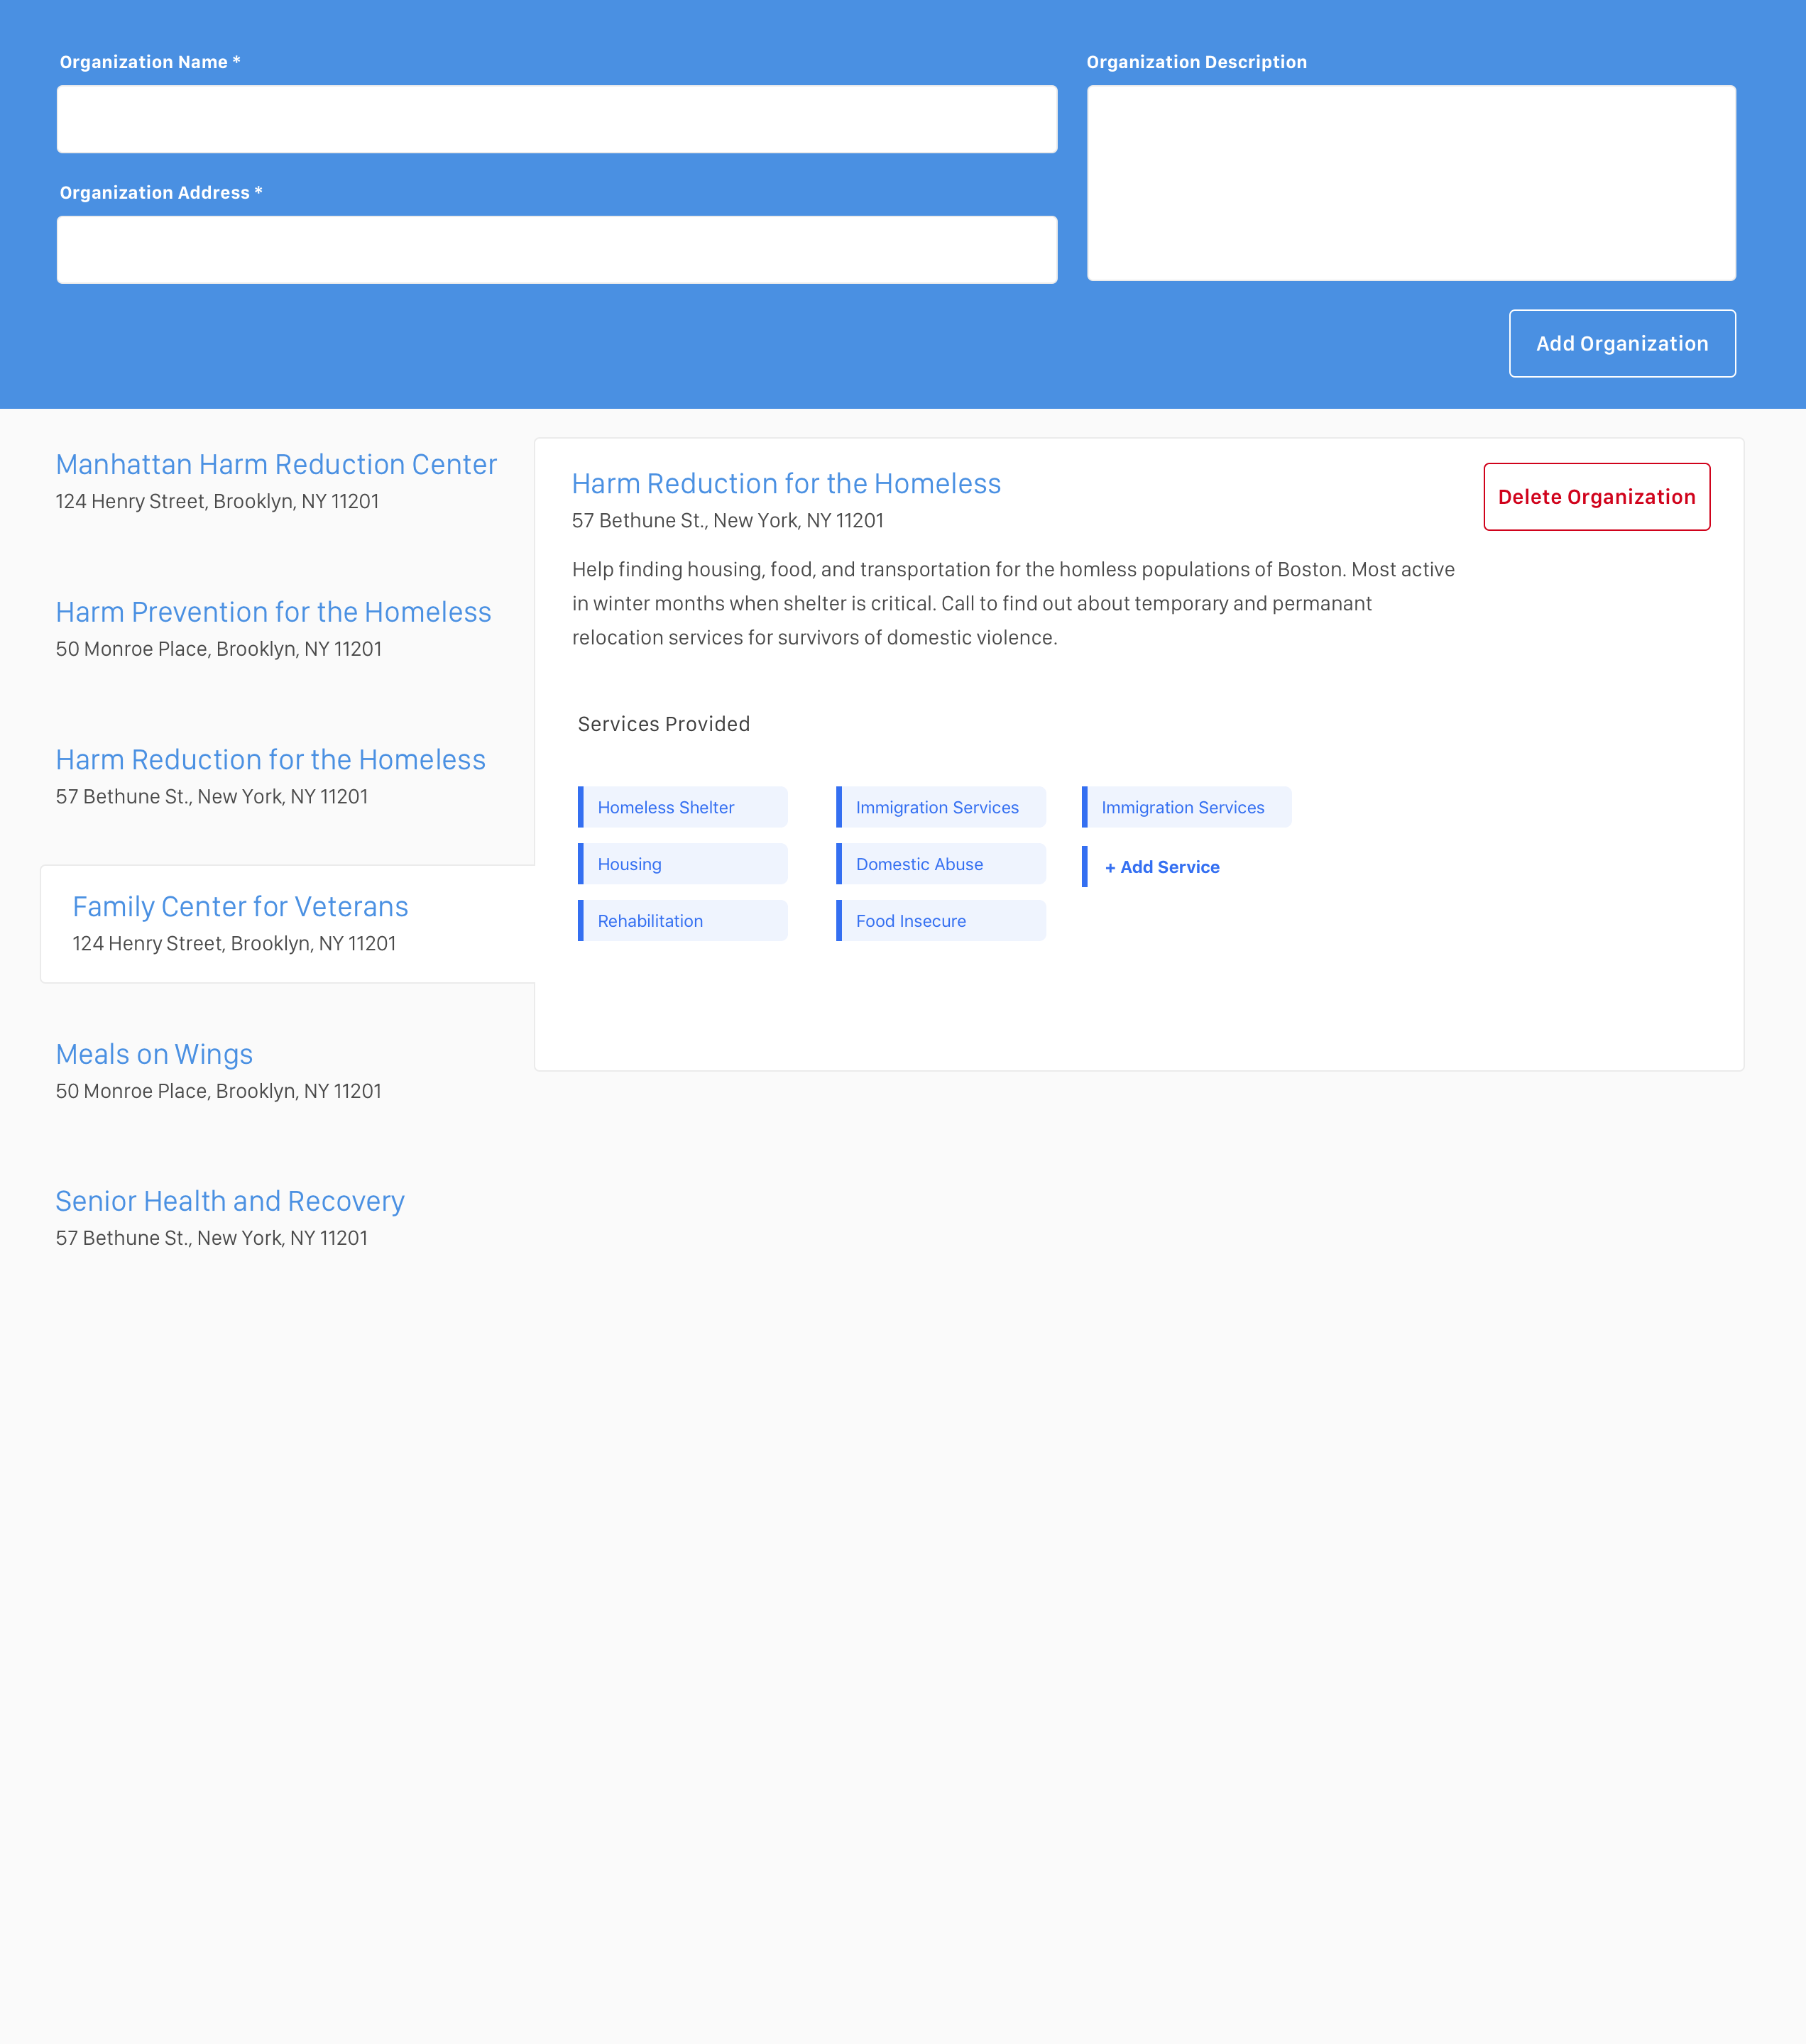 Organization Name *
Organization Description
Organization Address *
Add Organization
Manhattan Harm Reduction Center
124 Henry Street, Brooklyn, NY 11201
Harm Prevention for the Homeless
50 Monroe Place, Brooklyn, NY 11201
Harm Reduction for the Homeless
57 Bethune St., New York, NY 11201
Family Center for Veterans
124 Henry Street, Brooklyn, NY 11201
Meals on Wings
50 Monroe Place, Brooklyn, NY 11201
Senior Health and Recovery
57 Bethune St., New York, NY 11201
Harm Reduction for the Homeless
57 Bethune St., New York, NY 11201
Delete Organization
Help finding housing, food, and transportation for the homless populations of Boston. Most active
in winter months when shelter is critical. Call to find out about temporary and permanant
relocation services for survivors of domestic violence.
Services Provided
Homeless Shelter
Immigration Services
Immigration Services
Housing
Domestic Abuse
+ Add Service
Rehabilitation
Food Insecure